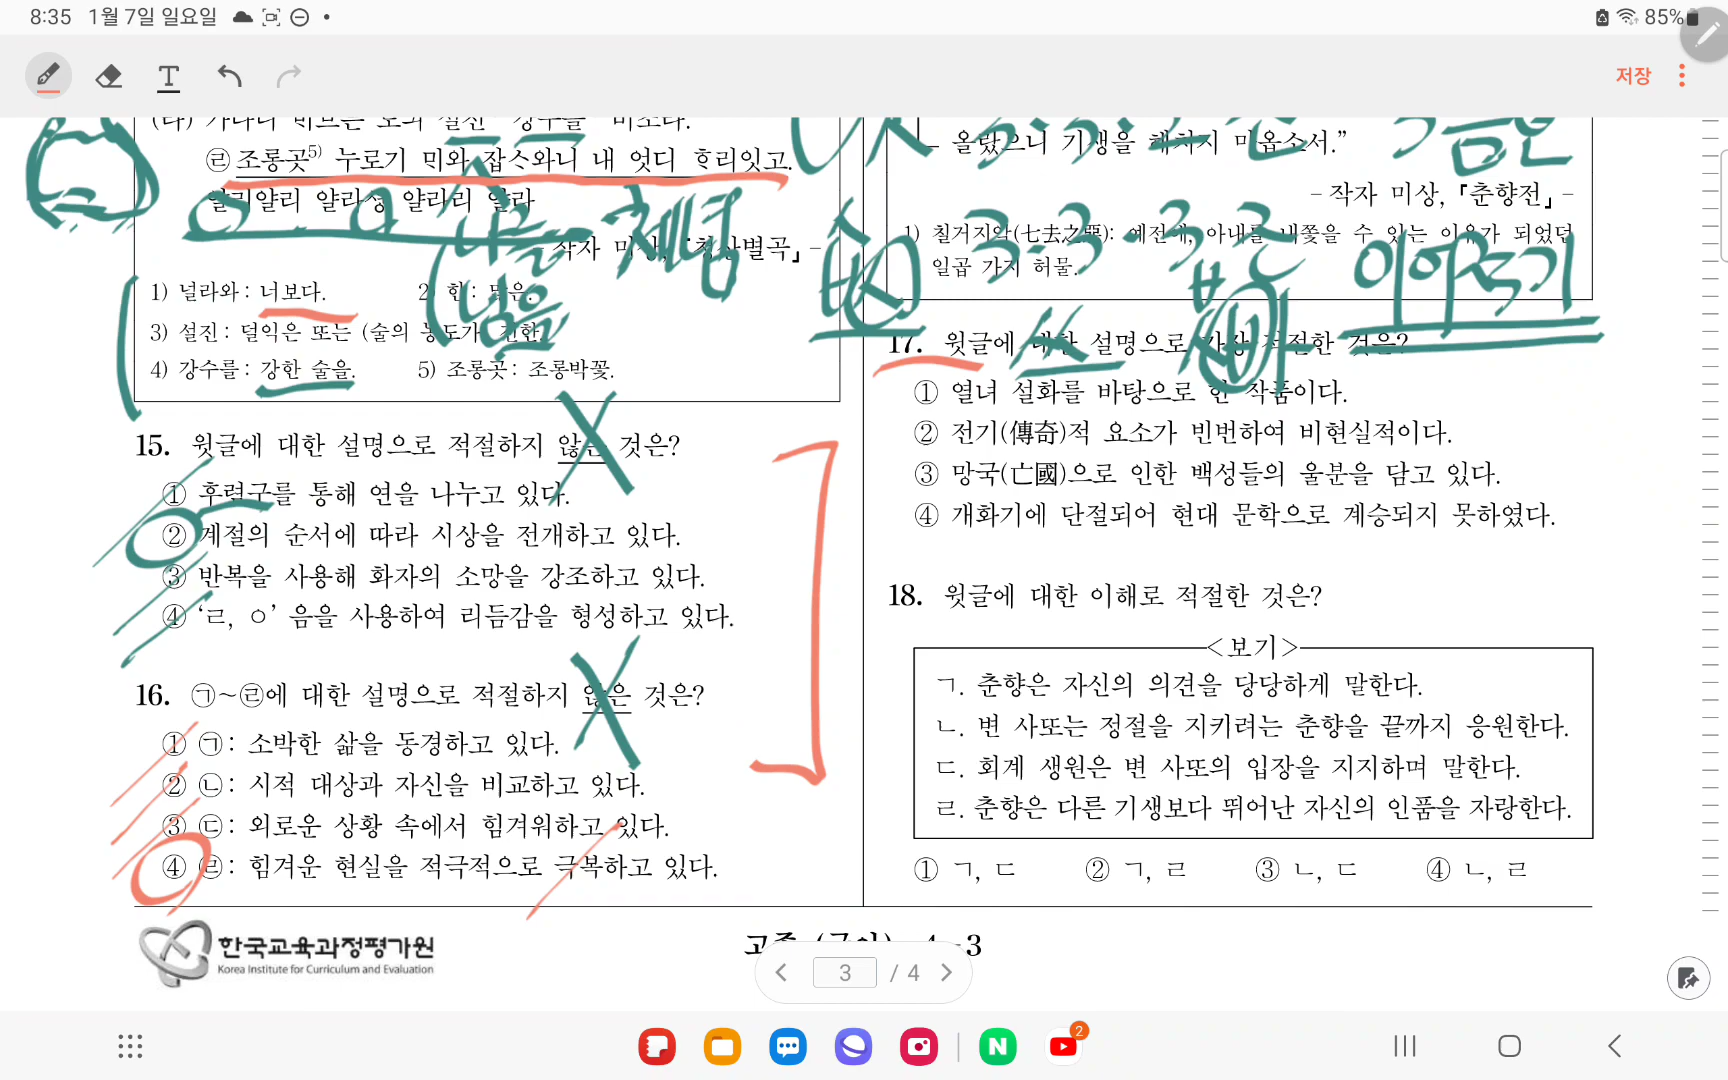 8:35 1월 7일 일요일
85%
저장
㉣ 조롱곳5) 누로기 미와 잡스와니 내 엇디 ᄒᆞ리잇고.
얄리얄리 얄라셩 얄라리 얄라
- 작자 미상, 「청산별곡」 -
1) 널라와 : 너보다.
2) 한 : 많은.
3) 설진 : 덜익은 또는 (술의 농도가) 진한.
4) 강수를 : 강한 술을.
5) 조롱곳 : 조롱박꽃.
체념
체념을
15. 윗글에 대한 설명으로 적절하지 않은 것은?
① 후렴구를 통해 연을 나누고 있다.
② 계절의 순서에 따라 시상을 전개하고 있다.
③ 반복을 사용해 화자의 소망을 강조하고 있다.
④ ‘ㄹ, ㅇ’ 음을 사용하여 리듬감을 형성하고 있다.
16. ㉠~㉣에 대한 설명으로 적절하지 않은 것은?
① ㉠ : 소박한 삶을 동경하고 있다.
② ㉡ : 시적 대상과 자신을 비교하고 있다.
③ ㉢ : 외로운 상황 속에서 힘겨워하고 있다.
④ ㉣ : 힘겨운 현실을 적극적으로 극복하고 있다.
한국교육과정평가원
Korea Institute for Curriculum and Evaluation
올랐으니 기생을 해치지 마옵소서.”
- 작자 미상, 「춘향전」 -
1) 칠거지악(七去之惡) : 예전에, 아내를 내쫓을 수 있는 이유가 되었던
일곱 가지 허물.
3·3·2
3·3·3·2
17. 윗글에 대한 설명으로 가장 적절한 것은?
① 열녀 설화를 바탕으로 한 작품이다.
② 전기(傳奇)적 요소가 빈번하여 비현실적이다.
③ 망국(亡國)으로 인한 백성들의 울분을 담고 있다.
④ 개화기에 단절되어 현대 문학으로 계승되지 못하였다.
18. 윗글에 대한 이해로 적절한 것은?
<보기>
ㄱ. 춘향은 자신의 의견을 당당하게 말한다.
ㄴ. 변 사또는 정절을 지키려는 춘향을 끝까지 응원한다.
ㄷ. 회계 생원은 변 사또의 입장을 지지하며 말한다.
ㄹ. 춘향은 다른 기생보다 뛰어난 자신의 인품을 자랑한다.
① ㄱ, ㄷ ② ㄱ, ㄹ ③ ㄴ, ㄷ ④ ㄴ, ㄹ
3 / 4
N
2